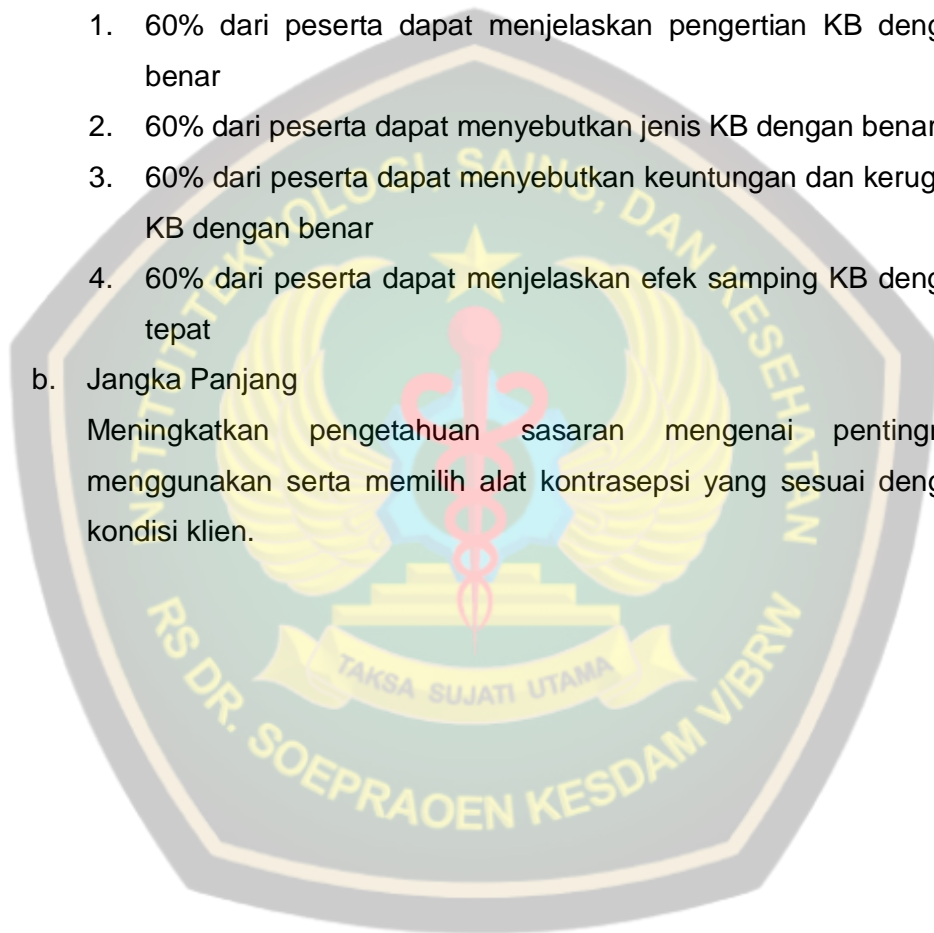 1. 60% dari peserta dapat menjelaskan pengertian KB deng
benar
2. 60% dari peserta dapat menyebutkan jenis KB dengan benar
3. 60% dari peserta dapat menyebutkan keuntungan dan kerug
KB dengan benar
4. 60% dari peserta dapat menjelaskan efek samping KB deng
tepat
b. Jangka Panjang
Meningkatkan pengetahuan sasaran mengenai pentingn
menggunakan serta memilih alat kontrasepsi yang sesuai deng
kondisi klien.
INSTITUT TEKNOLOGI, SAINS, DAN KESEHATAN
TAKSA SUJATI UTAMA
RS DR. SOEPRAOEN KESDAM V/BRW